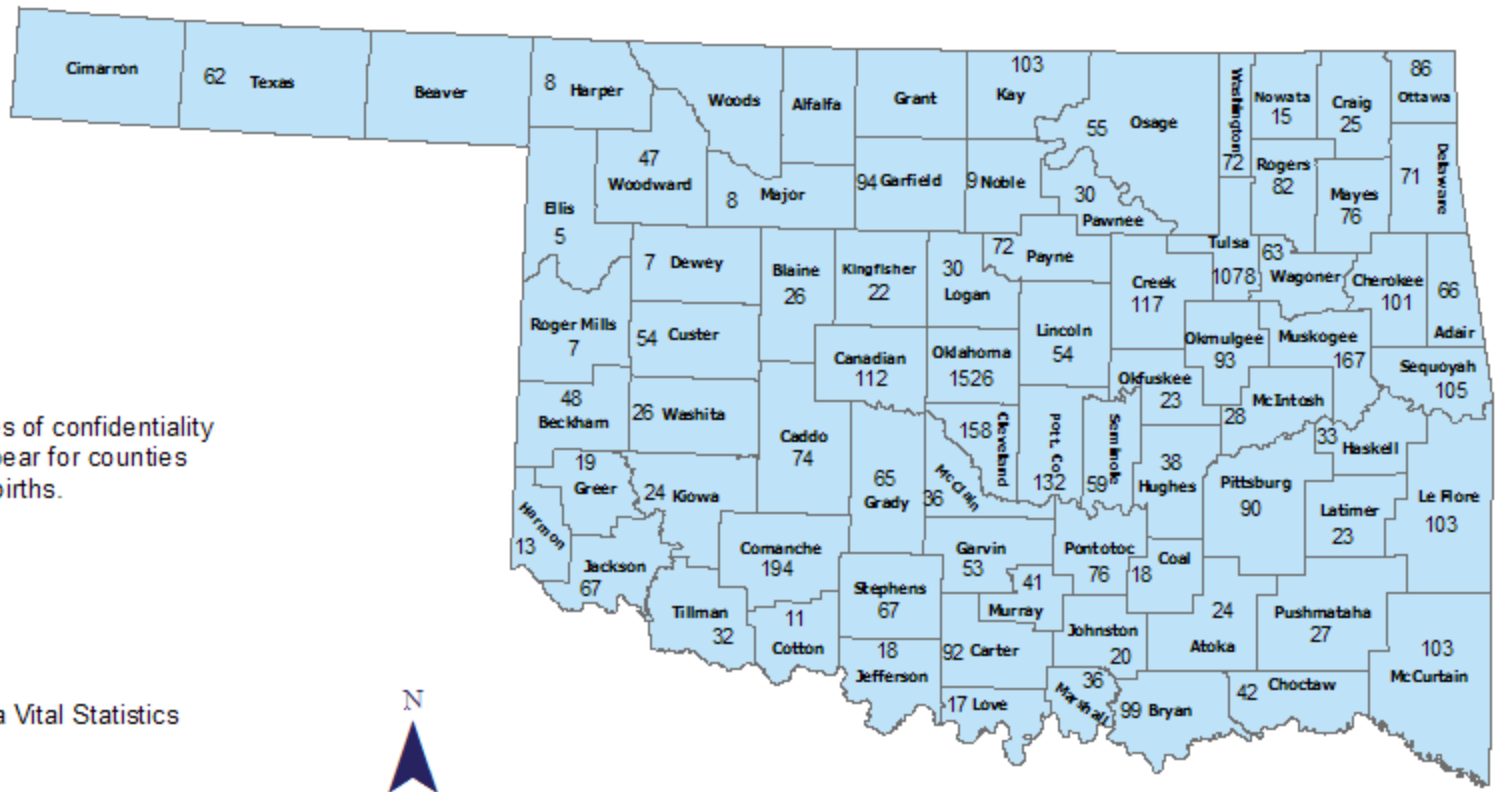 Cimarron
62 Texas
Beaver
8 Harper
Woods
Alfalfa
Grant
103
Kay
55 Osage
Washington
72
Nowata
15
Craig
25
86
Ottawa
47
Woodward
8 Major
94 Garfield
9 Noble
30
Pawnee
Rogers
82
Mayes
76
71
Delaware
Ellis
5
7 Dewey
Blaine
26
Kingfisher
22
30
Logan
72
Payne
Creek
117
Tulsa
1078
63
Wagoner
Cherokee
101
66
Adair
Roger Mills
7
54 Custer
Canadian
112
Oklahoma
1526
Lincoln
54
Okmulgee
93
Muskogee
167
Sequoyah
105
Okfuskee
23
28
McIntosh
s of confidentiality
ear for counties
births.
48
Beckham
26 Washita
Caddo
74
158
Cleveland
Pott. Co
132
Seminole
59
38
Hughes
33
Haskell
Pittsburg
90
Latimer
23
Le Flore
103
19
Greer
24 Kiowa
65
Grady
McClain
36
Harmon
13
Jackson
67
Comanche
194
Garvin
53
Pontotoc
76
Coal
18
Stephens
67
41
Murray
Tillman
32
11
Cotton
18
Jefferson
92 Carter
Johnston
20
24
Atoka
Pushmataha
27
103
McCurtain
17 Love
36
Marshall
99 Bryan
42 Choctaw
a Vital Statistics
N